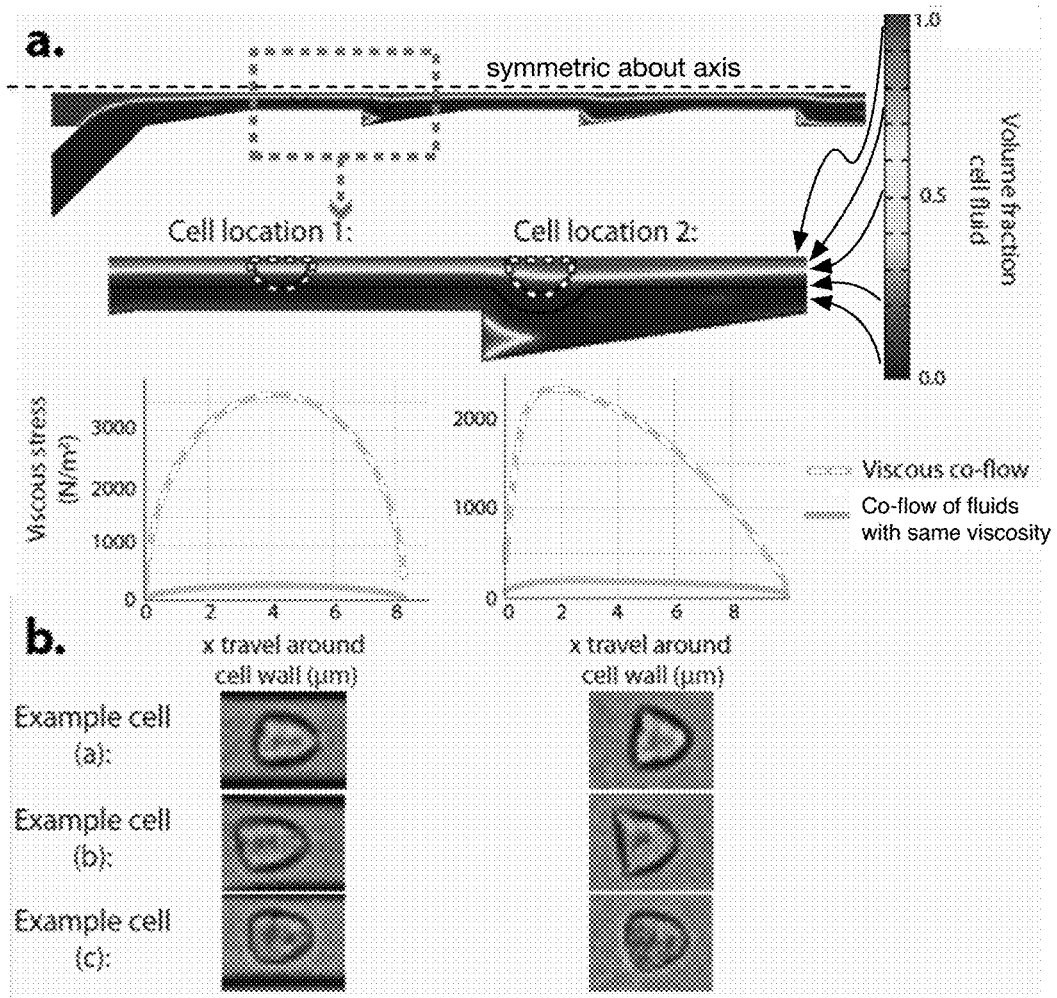 a.
symmetric about axis
1.0
0.5
0.0
Volume fraction
cell fluid
Cell location 1:
Cell location 2:
Viscous stress
(N/m²)
3000
2000
1000
0
0 2 4 6 8
2000
1000
0
0 2 4 6 8
Viscous co-flow
Co-flow of fluids
with same viscosity
b.
x travel around
cell wall (μm)
x travel around
cell wall (μm)
Example cell
(a):
Example cell
(b):
Example cell
(c):